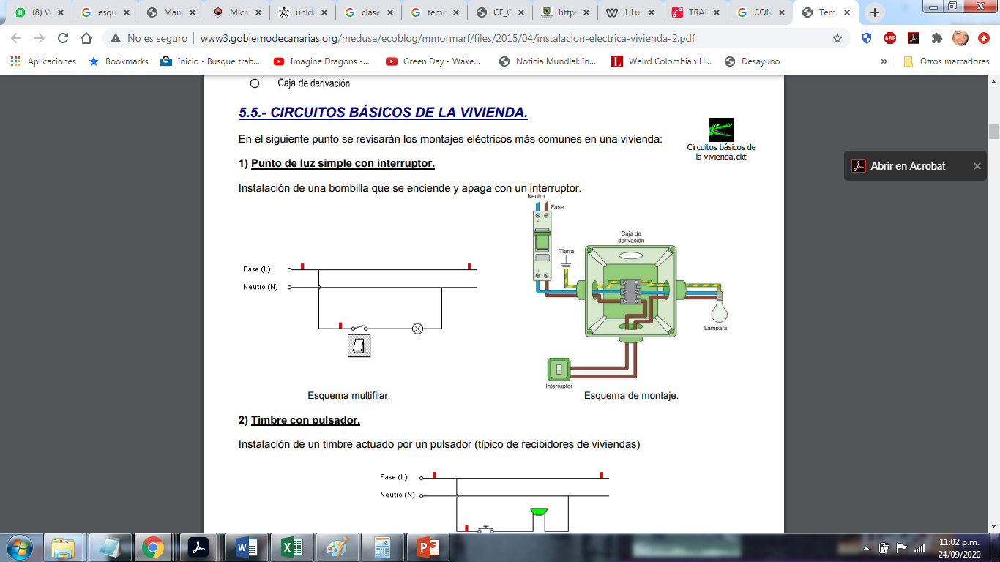 (8) W
esqu
Man
Micr
unid
clase
temp
CF_G
https
1 Lu
TRAE
CON
Tem
No es seguro | www3.gobiernodecanarias.org/medusa/ecoblog/mmormarf/files/2015/04/instalacion-electrica-vivienda-2.pdf
ABP
Aplicaciones
Bookmarks
Inicio - Busque trab...
Imagine Dragons -...
Green Day - Wake...
Noticia Mundial: In...
Weird Colombian H...
Desayuno
»
Otros marcadores
Caja de derivación
5.5.- CIRCUITOS BÁSICOS DE LA VIVIENDA.
En el siguiente punto se revisarán los montajes eléctricos más comunes en una vivienda:
Circuitos básicos de
la vivienda.ckt
Abrir en Acrobat
1) Punto de luz simple con interruptor.
Instalación de una bombilla que se enciende y apaga con un interruptor.
Fase (L)
Neutro (N)
Neutro
Fase
N
N
Tierra
Caja de
derivación
Lámpara
Interruptor
Esquema multifilar.
Esquema de montaje.
2) Timbre con pulsador.
Instalación de un timbre actuado por un pulsador (típico de recibidores de viviendas)
Fase (L)
Neutro (N)
11:02 p.m.
24/09/2020